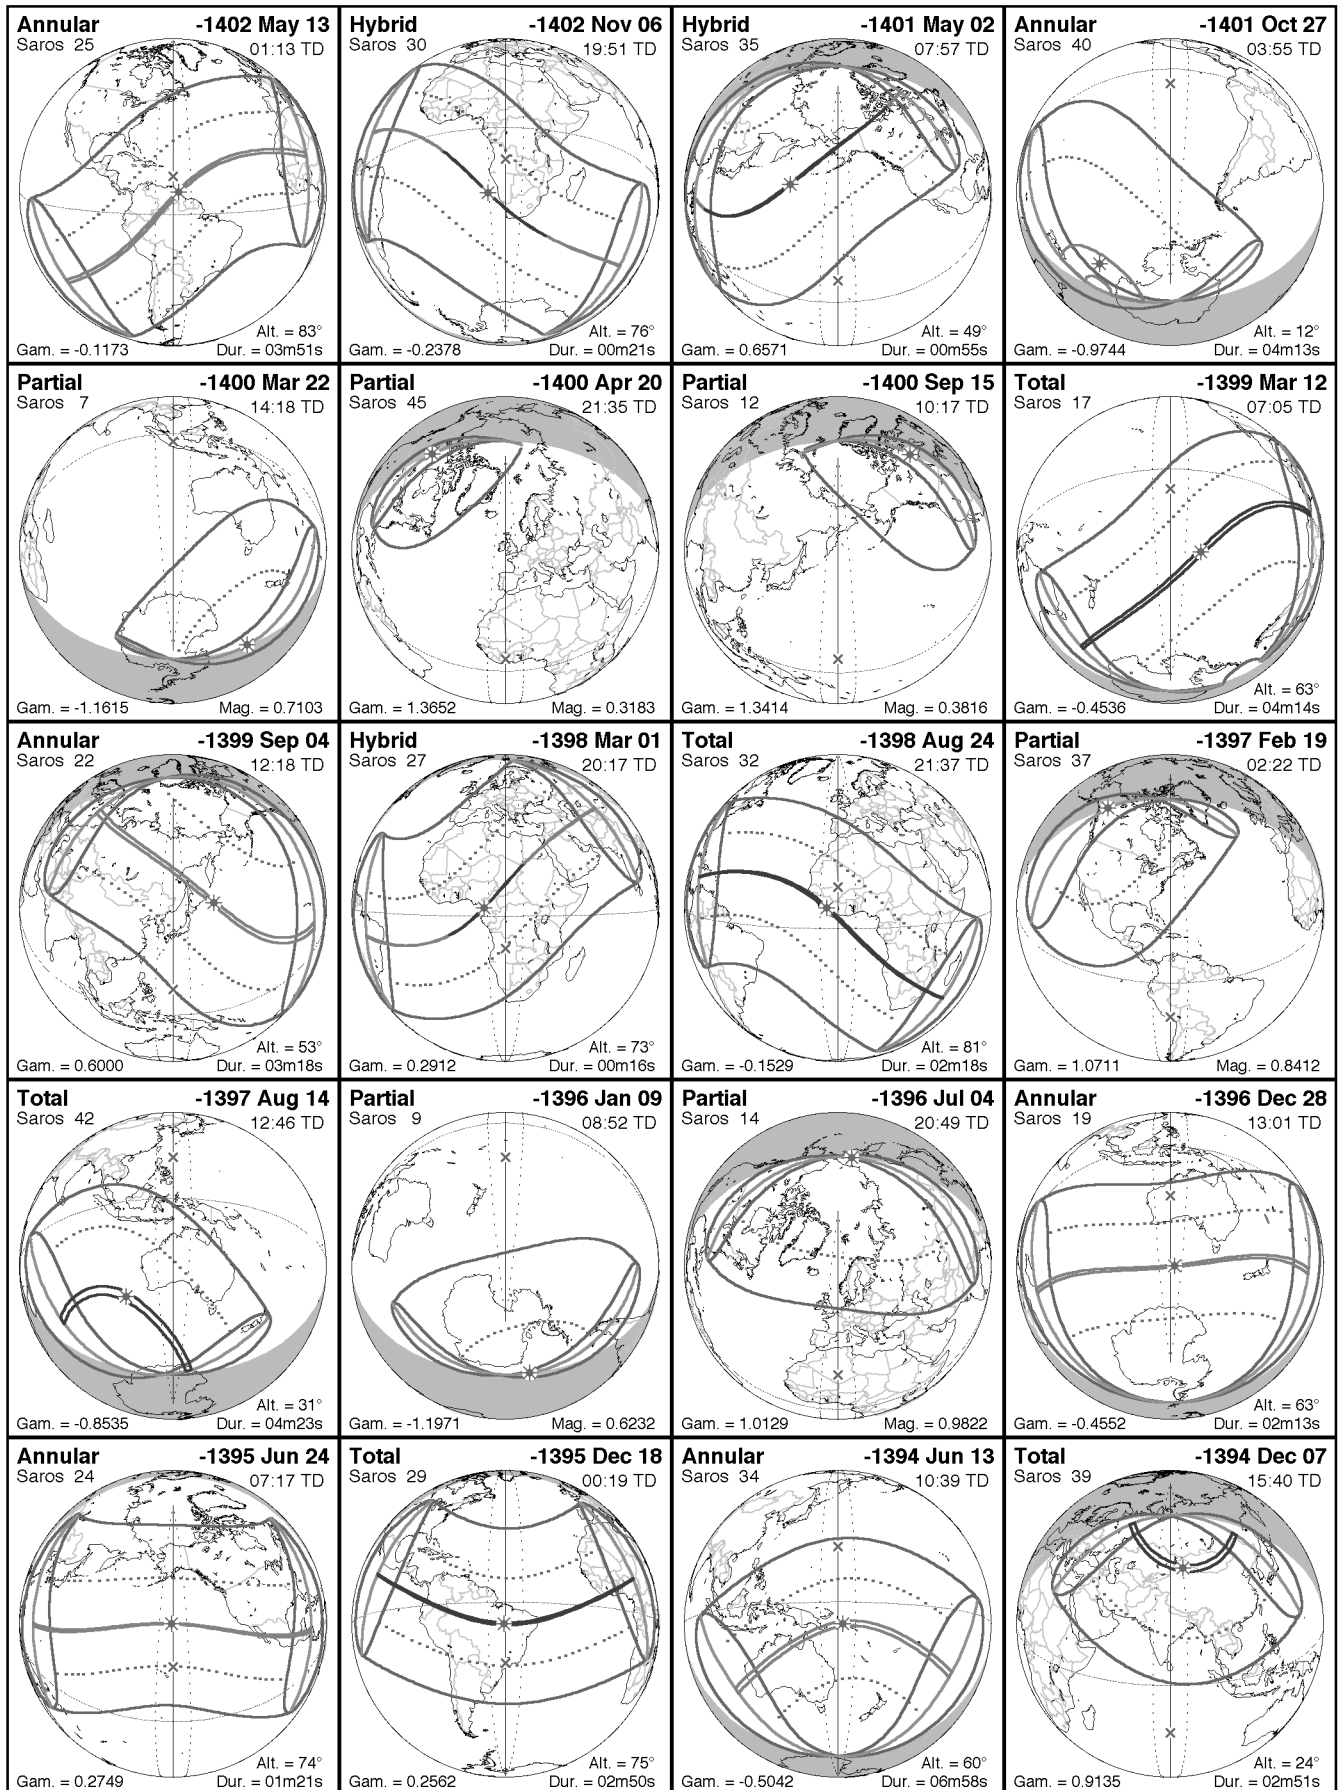 Annular -1402 May 13
Saros 25 01:13 TD
Alt. = 83°
Gam. = -0.1173 Dur. = 03m51s
Hybrid -1402 Nov 06
Saros 30 19:51 TD
Alt. = 76°
Gam. = -0.2378 Dur. = 00m21s
Hybrid -1401 May 02
Saros 35 07:57 TD
Alt. = 49°
Gam. = 0.6571 Dur. = 00m55s
Annular -1401 Oct 27
Saros 40 03:55 TD
Alt. = 12°
Gam. = -0.9744 Dur. = 04m13s
Partial -1400 Mar 22
Saros 7 14:18 TD
Gam. = -1.1615 Mag. = 0.7103
Partial -1400 Apr 20
Saros 45 21:35 TD
Gam. = 1.3652 Mag. = 0.3183
Partial -1400 Sep 15
Saros 12 10:17 TD
Gam. = 1.3414 Mag. = 0.3816
Total -1399 Mar 12
Saros 17 07:05 TD
Alt. = 63°
Gam. = -0.4536 Dur. = 04m14s
Annular -1399 Sep 04
Saros 22 12:18 TD
Alt. = 53°
Gam. = 0.6000 Dur. = 03m18s
Hybrid -1398 Mar 01
Saros 27 20:17 TD
Alt. = 73°
Gam. = 0.2912 Dur. = 00m16s
Total -1398 Aug 24
Saros 32 21:37 TD
Alt. = 81°
Gam. = -0.1529 Dur. = 02m18s
Partial -1397 Feb 19
Saros 37 02:22 TD
Gam. = 1.0711 Mag. = 0.8412
Total -1397 Aug 14
Saros 42 12:46 TD
Alt. = 31°
Gam. = -0.8535 Dur. = 04m23s
Partial -1396 Jan 09
Saros 9 08:52 TD
Gam. = -1.1971 Mag. = 0.6232
Partial -1396 Jul 04
Saros 14 20:49 TD
Gam. = 1.0129 Mag. = 0.9822
Annular -1396 Dec 28
Saros 19 13:01 TD
Alt. = 63°
Gam. = -0.4552 Dur. = 02m13s
Annular -1395 Jun 24
Saros 24 07:17 TD
Alt. = 74°
Gam. = 0.2749 Dur. = 01m21s
Total -1395 Dec 18
Saros 29 00:19 TD
Alt. = 75°
Gam. = 0.2562 Dur. = 02m50s
Annular -1394 Jun 13
Saros 34 10:39 TD
Alt. = 60°
Gam. = -0.5042 Dur. = 06m58s
Total -1394 Dec 07
Saros 39 15:40 TD
Alt. = 24°
Gam. = 0.9135 Dur. = 02m51s